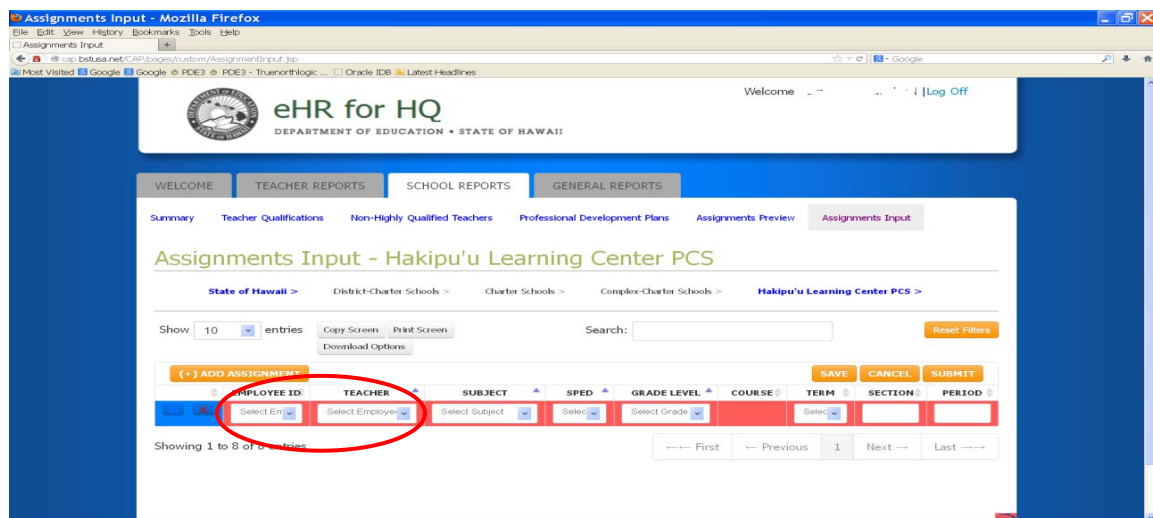 Assignments Input - Mozilla Firefox
File Edit View History Bookmarks Tools Help
Assignments Input +
cap.bstusa.net/CAP/pages/custom/AssignmentInput.jsp Google
Most Visited Google Google PDE3 PDE3 - Truenorthlogic ... Oracle IDB Latest Headlines
Welcome |Log Off
eHR for HQ
DEPARTMENT OF EDUCATION • STATE OF HAWAII
WELCOME TEACHER REPORTS SCHOOL REPORTS GENERAL REPORTS
Summary Teacher Qualifications Non-Highly Qualified Teachers Professional Development Plans Assignments Preview Assignments Input
Assignments Input - Hakipu'u Learning Center PCS
State of Hawaii > District-Charter Schools > Charter Schools > Complex-Charter Schools > Hakipu'u Learning Center PCS >
Show 10 entries Copy Screen Print Screen Search: Reset Filters
Download Options
(+) ADD ASSIGNMENT SAVE CANCEL SUBMIT
EMPLOYEE ID TEACHER SUBJECT SPED GRADE LEVEL COURSE TERM SECTION PERIOD
Select Em Select Employee Select Subject Selec Select Grade Selec
Showing 1 to 8 of 8 entries ←← First ← Previous 1 Next → Last →→